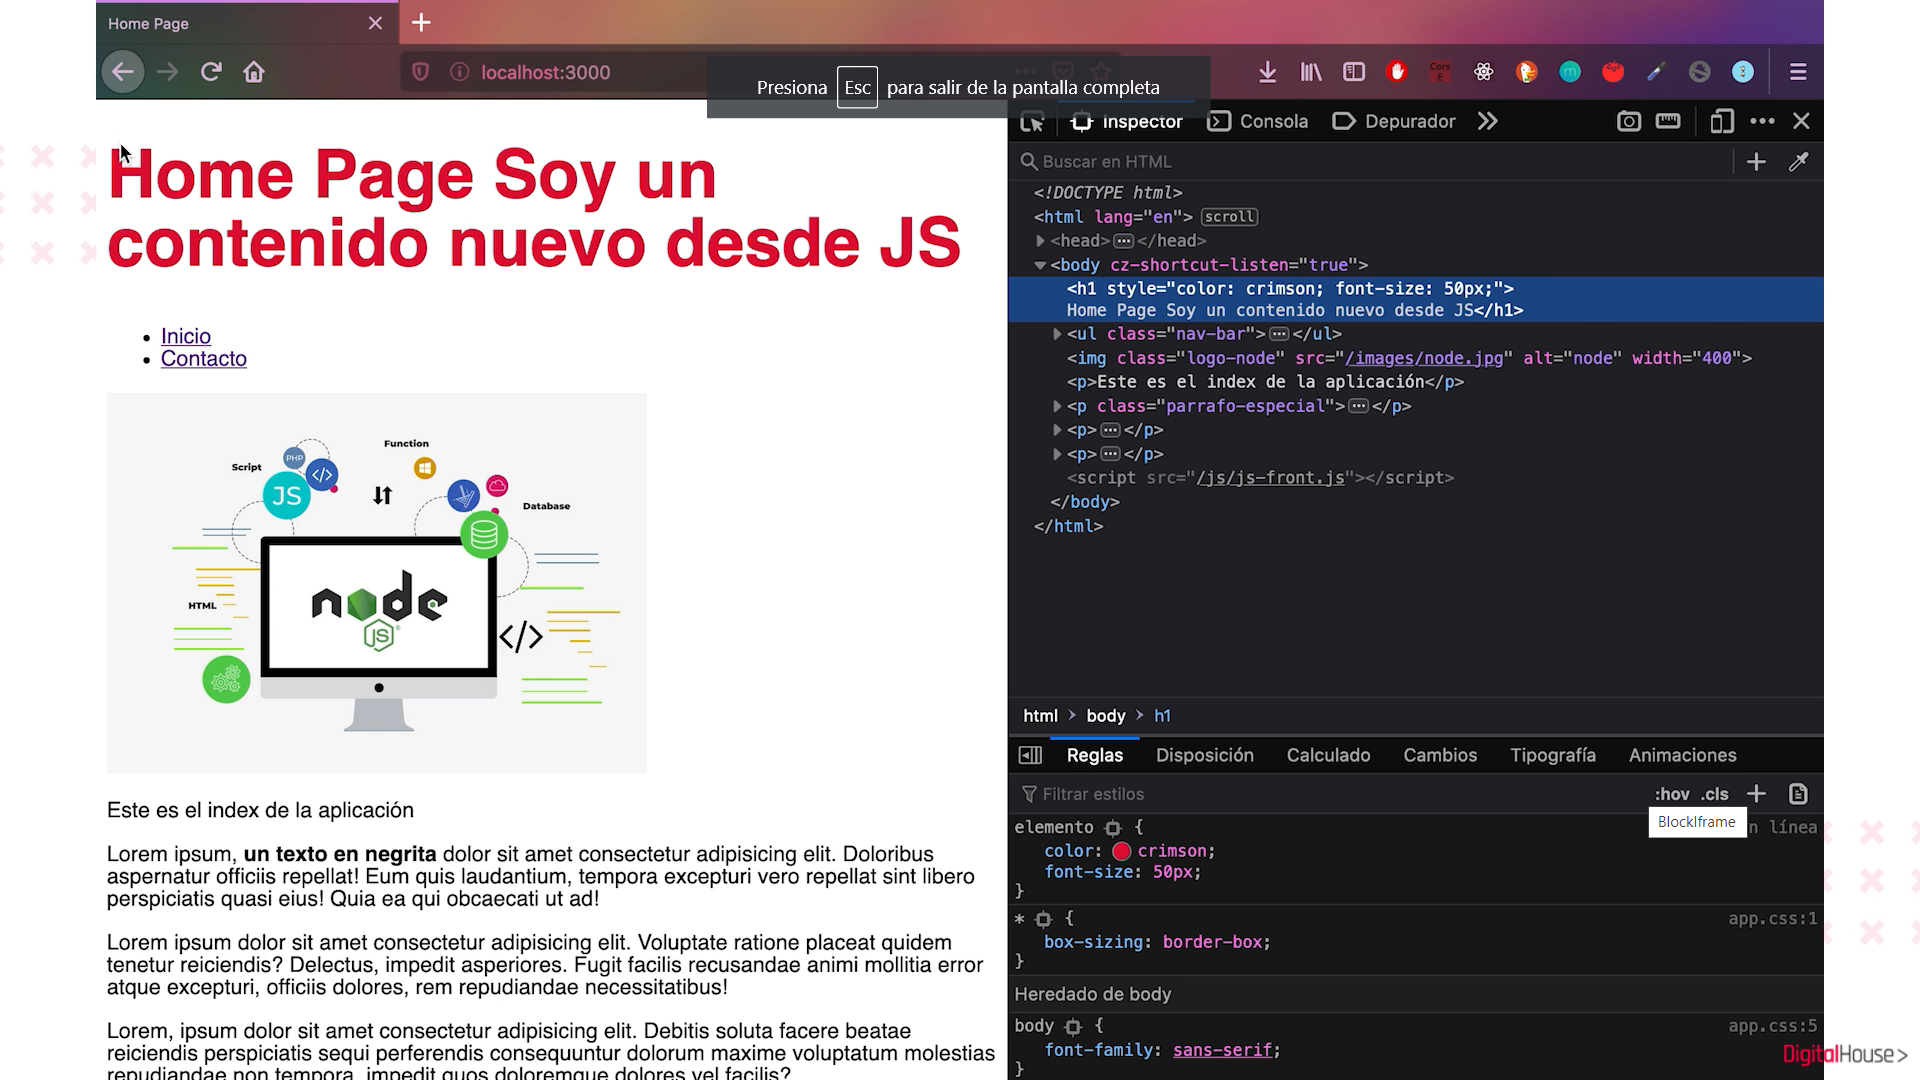 Home Page
localhost:3000
Presiona Esc para salir de la pantalla completa
Cors
E
Home Page Soy un
contenido nuevo desde JS
Inicio
Contacto
Function
Script
PHP
</>
JS
Database
HTML
node
JS
</>
Este es el index de la aplicación
Lorem ipsum, un texto en negrita dolor sit amet consectetur adipisicing elit. Doloribus
aspernatur officiis repellat! Eum quis laudantium, tempora excepturi vero repellat sint libero
perspiciatis quasi eius! Quia ea qui obcaecati ut ad!
Lorem ipsum dolor sit amet consectetur adipisicing elit. Voluptate ratione placeat quidem
tenetur reiciendis? Delectus, impedit asperiores. Fugit facilis recusandae animi mollitia error
atque excepturi, officiis dolores, rem repudiandae necessitatibus!
Lorem, ipsum dolor sit amet consectetur adipisicing elit. Debitis soluta facere beatae
reiciendis perspiciatis sequi perferendis consequuntur dolorum maxime voluptatum molestias
repudiandae non tempora, impedit quos doloremque dolores vel facilis?
Inspector Consola Depurador
Buscar en HTML
<!DOCTYPE html>
<html lang="en"> scroll
<head>⋯</head>
<body cz-shortcut-listen="true">
<h1 style="color: crimson; font-size: 50px;">
Home Page Soy un contenido nuevo desde JS</h1>
<ul class="nav-bar">⋯</ul>
<img class="logo-node" src="/images/node.jpg" alt="node" width="400">
<p>Este es el index de la aplicación</p>
<p class="parrafo-especial">⋯</p>
<p>⋯</p>
<p>⋯</p>
<script src="/js/js-front.js"></script>
</body>
</html>
html > body > h1
Reglas Disposición Calculado Cambios Tipografía Animaciones
Filtrar estilos :hov .cls +
BlockIframe
elemento { n línea
color: crimson;
font-size: 50px;
}
* { app.css:1
box-sizing: border-box;
}
Heredado de body
body { app.css:5
font-family: sans-serif;
}
DigitalHouse>